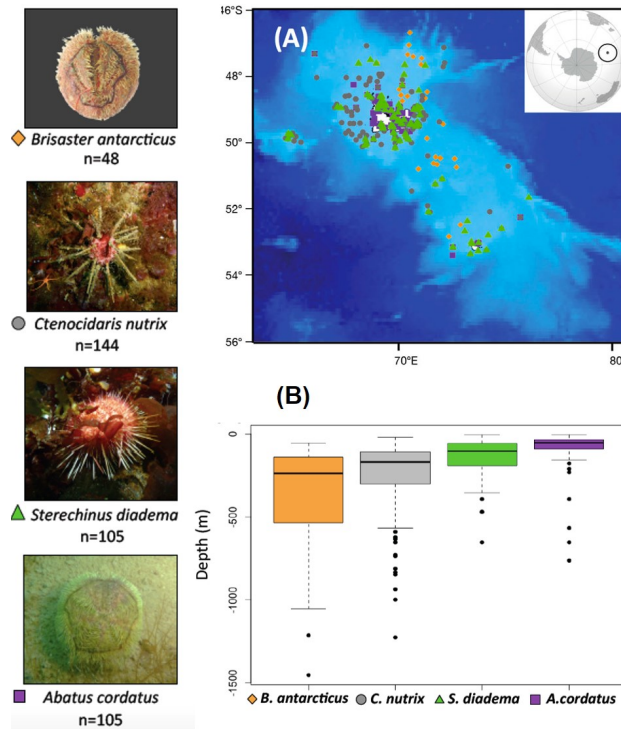 Brisaster antarcticus
n=48
Ctenocidaris nutrix
n=144
Sterechinus diadema
n=105
Abatus cordatus
n=105
(A)
46°S
48°
50°
52°
54°
56°
70°E
80
(B)
Depth (m)
0
-500
-1000
-1500
B. antarcticus C. nutrix S. diadema A.cordatus